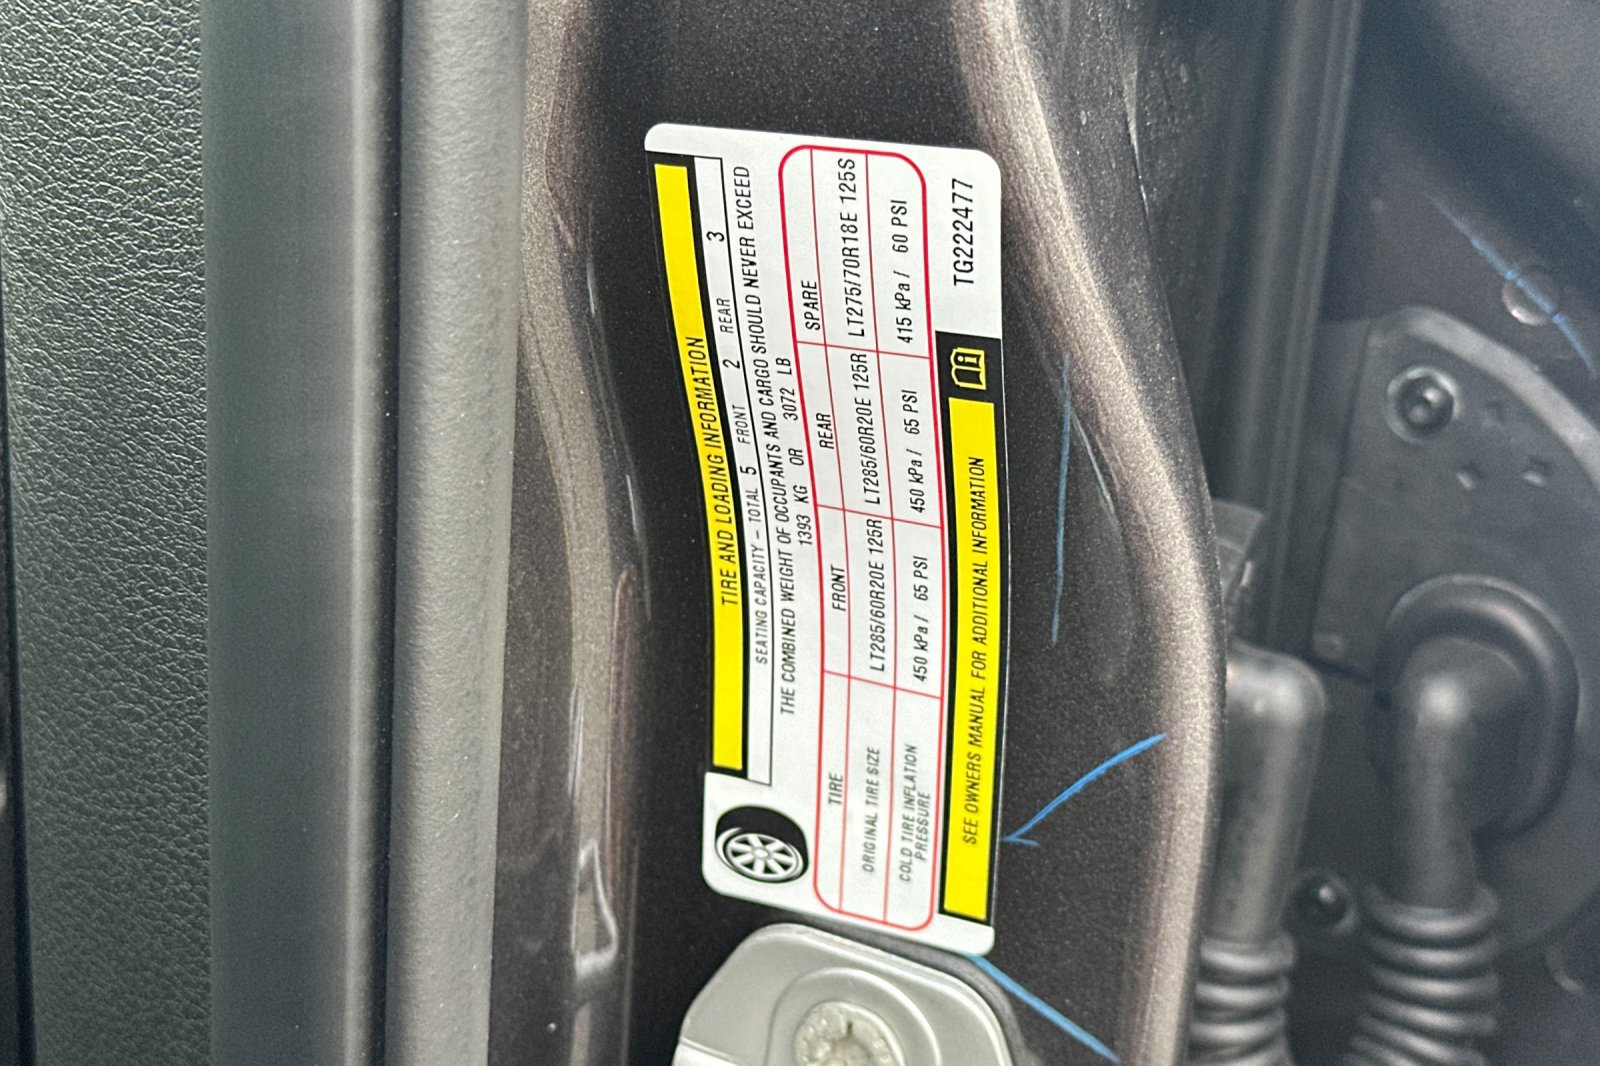 TIRE AND LOADING INFORMATION
SEATING CAPACITY – TOTAL 5 FRONT 2 REAR 3
THE COMBINED WEIGHT OF OCCUPANTS AND CARGO SHOULD NEVER EXCEED
1393 KG OR 3072 LB
TIRE FRONT REAR SPARE
ORIGINAL TIRE SIZE LT285/60R20E 125R LT285/60R20E 125R LT275/70R18E 125S
COLD TIRE INFLATION PRESSURE 450 kPa / 65 PSI 450 kPa / 65 PSI 415 kPa / 60 PSI
SEE OWNERS MANUAL FOR ADDITIONAL INFORMATION
TG222477